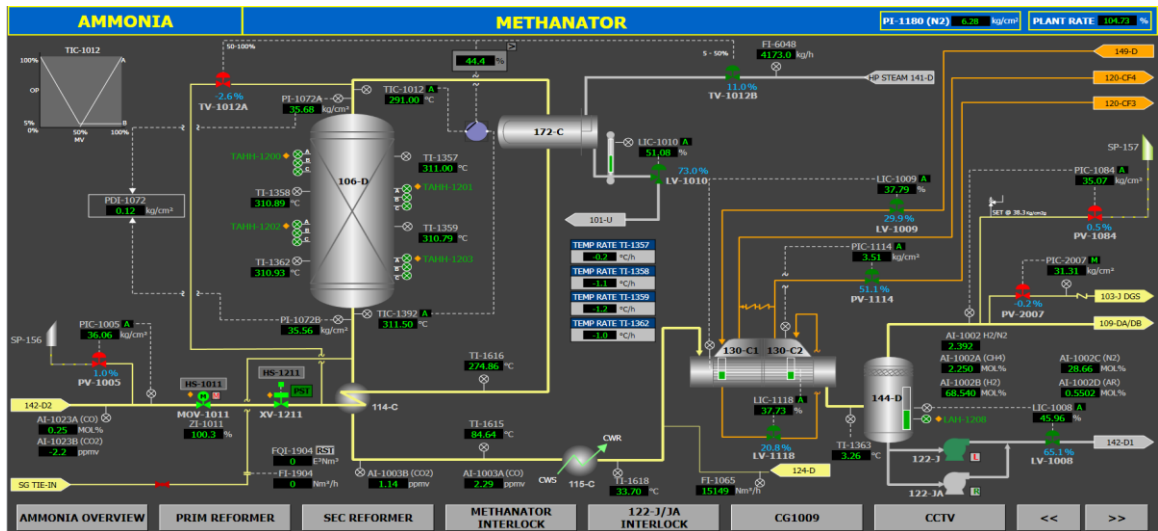 AMMONIA
METHANATOR
PI-1180 (N2) 6.28 kg/cm²
PLANT RATE 104.73 %
TIC-1012
100%
A
OP
5%
B
0%
0% 50% 100%
MV
50-100%
-2.6%
TV-1012A
44.4 %
5 - 50%
11.0%
TV-1012B
FI-6048
4173.0 kg/h
HP STEAM 141-D
149-D
120-CF4
120-CF3
PI-1072A
35.68 kg/cm²
TIC-1012 A
291.00 °C
172-C
LIC-1010 A
51.08 %
73.0%
LV-1010
101-U
TAHH-1200
A
B
C
106-D
TI-1357
311.00 °C
TI-1358
310.89 °C
A
B
C
TAHH-1201
PDI-1072
0.12 kg/cm²
TAHH-1202
A
B
C
TI-1359
310.79 °C
TI-1362
310.93 °C
A
B
C
TAHH-1203
PI-1072B
35.56 kg/cm²
TIC-1392 A
311.50 °C
TEMP RATE TI-1357
-0.2 °C/h
TEMP RATE TI-1358
-1.1 °C/h
TEMP RATE TI-1359
-1.2 °C/h
TEMP RATE TI-1362
-1.0 °C/h
LIC-1009 A
37.79 %
29.9%
LV-1009
PIC-1114 A
3.51 kg/cm²
51.1%
PV-1114
SP-157
PIC-1084 A
35.07 kg/cm²
SET @ 38.3
0.5%
PV-1084
PIC-2007 M
31.31 kg/cm²
-0.2%
PV-2007
103-J DGS
109-DA/DB
SP-156
PIC-1005 A
36.06 kg/cm²
1.0%
PV-1005
142-D2
HS-1011
M
MOV-1011
ZI-1011
100.3 %
HS-1211
PST
XV-1211
114-C
AI-1023A (CO)
0.25 MOL%
AI-1023B (CO2)
-2.2 ppmv
FQI-1904 RST
0 E³Nm³
FI-1904
0 Nm³/h
SG TIE-IN
TI-1616
274.86 °C
TI-1615
84.64 °C
AI-1003B (CO2)
1.14 ppmv
AI-1003A (CO)
2.29 ppmv
CWR
CWS
115-C
TI-1618
33.70 °C
FI-1065
15149 Nm³/h
124-D
130-C1
130-C2
LIC-1118 A
37.73 %
20.8%
LV-1118
TI-1363
3.26 °C
144-D
AI-1002 H2/N2
2.392
AI-1002A (CH4)
2.250 MOL%
AI-1002B (H2)
68.540 MOL%
AI-1002C (N2)
28.66 MOL%
AI-1002D (AR)
0.5502 MOL%
LIC-1008 A
45.96 %
LAH-1208
65.1%
LV-1008
142-D1
122-J
L
122-JA
R
AMMONIA OVERVIEW
PRIM REFORMER
SEC REFORMER
METHANATOR INTERLOCK
122-J/JA INTERLOCK
CG1009
CCTV
<<
>>